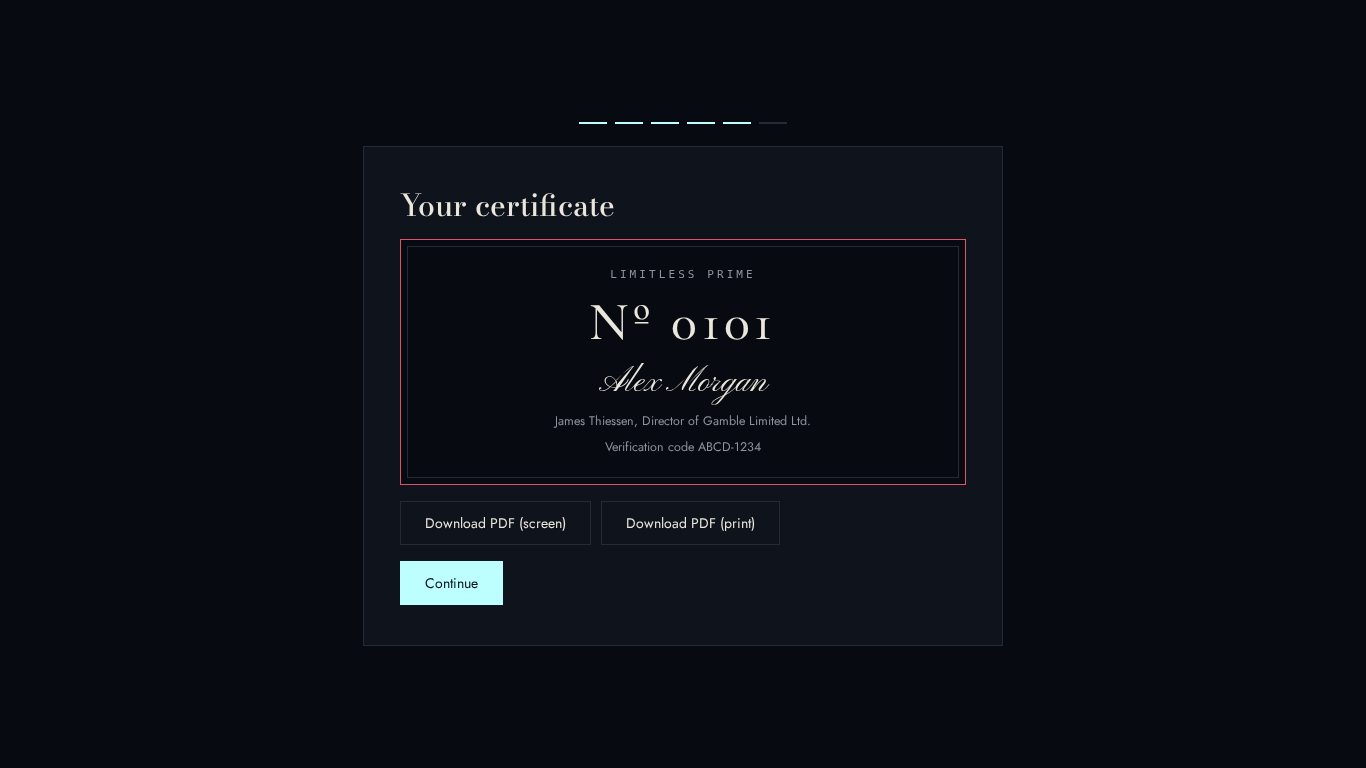 Your certificate
LIMITLESS PRIME
Nº 0101
Alex Morgan
James Thiessen, Director of Gamble Limited Ltd.
Verification code ABCD-1234
Download PDF (screen)
Download PDF (print)
Continue